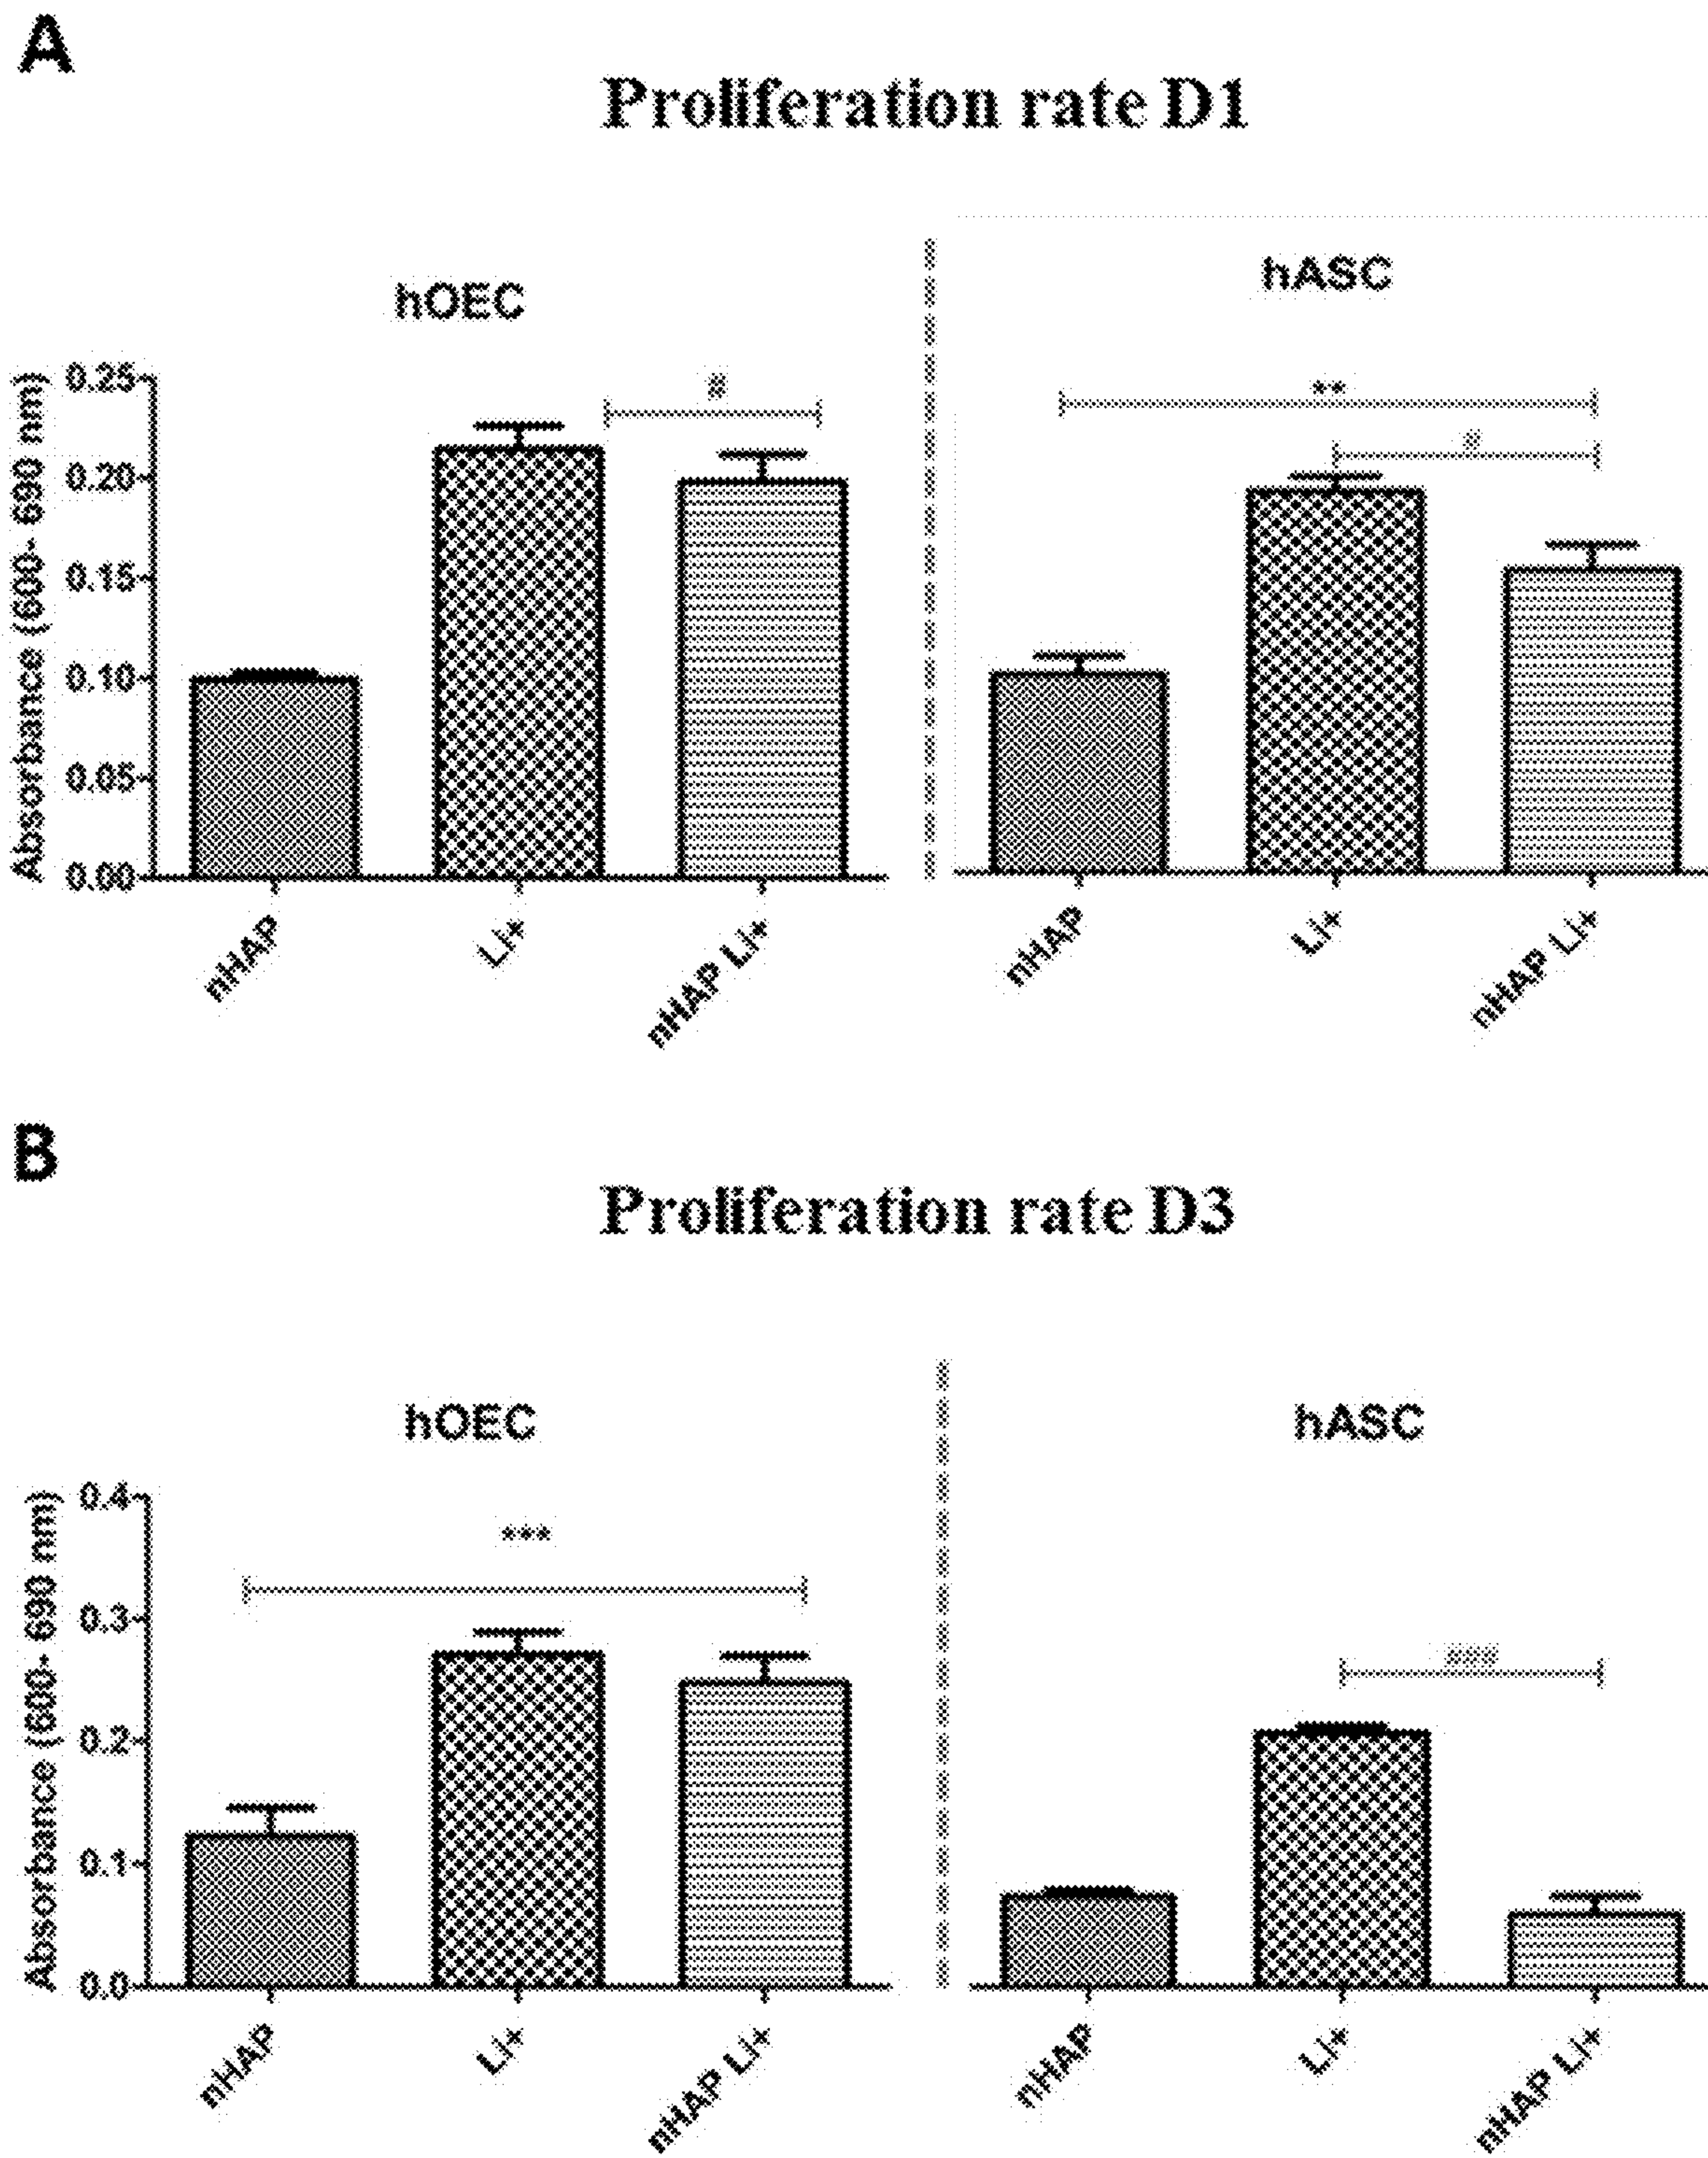 A
Proliferation rate D1
hOEC
hASC
Absorbance (600- 690 nm)
0.25
0.20
0.15
0.10
0.05
0.00
#
**
#
nHAP
Li+
nHAP Li+
nHAP
Li+
nHAP Li+
B
Proliferation rate D3
hOEC
hASC
Absorbance (600- 690 nm)
0.4
0.3
0.2
0.1
0.0
***
###
nHAP
Li+
nHAP Li+
nHAP
Li+
nHAP Li+